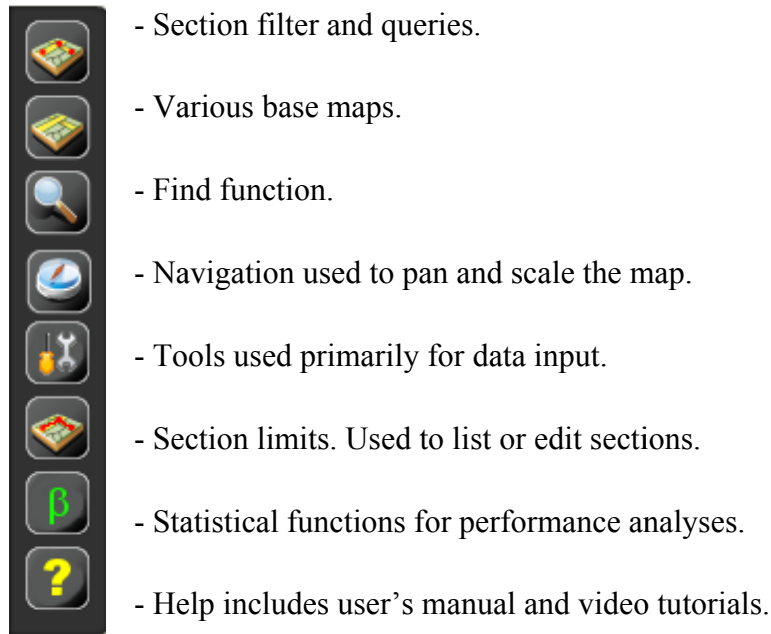 - Section filter and queries.
- Various base maps.
- Find function.
- Navigation used to pan and scale the map.
- Tools used primarily for data input.
- Section limits. Used to list or edit sections.
β
- Statistical functions for performance analyses.
?
- Help includes user’s manual and video tutorials.